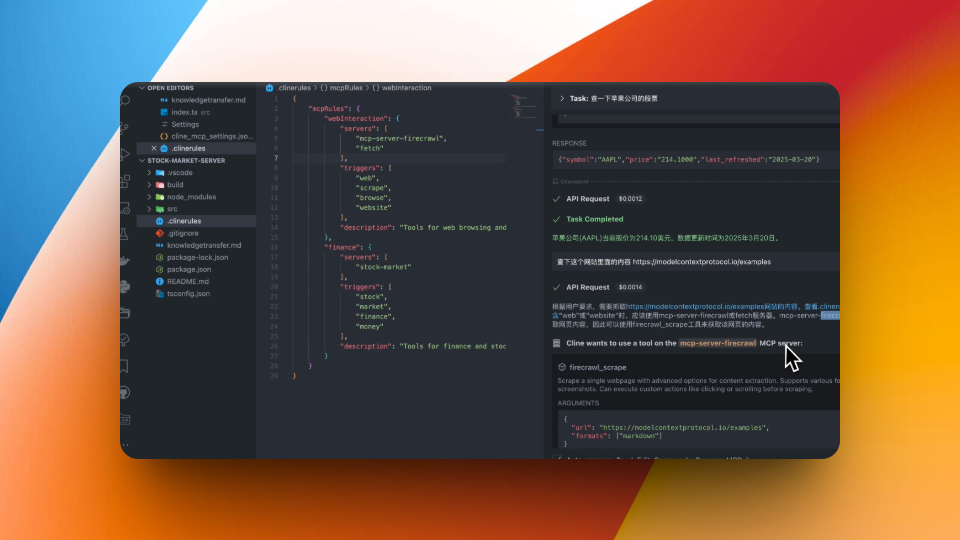 OPEN EDITORS
knowledgetransfer.md
index.ts src
Settings
cline_mcp_settings.jso...
.clinerules
STOCK-MARKET-SERVER
.vscode
build
node_modules
src
.clinerules
.gitignore
knowledgetransfer.md
package-lock.json
package.json
README.md
tsconfig.json
.clinerules > {} mcpRules > {} webInteraction
1 {
2 "mcpRules": {
3 "webInteraction": {
4 "servers": [
5 "mcp-server-firecrawl",
6 "fetch"
7 ],
8 "triggers": [
9 "web",
10 "scrape",
11 "browse",
12 "website"
13 ],
14 "description": "Tools for web browsing and
15 },
16 "finance": {
17 "servers": [
18 "stock-market"
19 ],
20 "triggers": [
21 "stock",
22 "market",
23 "finance",
24 "money"
25 ],
26 "description": "Tools for finance and stoc
27 }
28 }
29 }
Task: 查一下苹果公司的股票
RESPONSE
{"symbol":"AAPL","price":"214.1000","last_refreshed":"2025-03-20"}
API Request $0.0012
Task Completed
苹果公司(AAPL)当前股价为214.10美元，数据更新时间为2025年3月20日。
查下这个网站里面的内容 https://modelcontextprotocol.io/examples
API Request $0.0014
根据用户要求，需要抓取https://modelcontextprotocol.io/examples网站的内容。查看.cliner
含"web"或"website"时，应该使用mcp-server-firecrawl或fetch服务器。mcp-server-firecr
取网页内容。因此可以使用firecrawl_scrape工具来获取该网页的内容。
Cline wants to use a tool on the mcp-server-firecrawl MCP server:
firecrawl_scrape
Scrape a single webpage with advanced options for content extraction. Supports various fo
screenshots. Can execute custom actions like clicking or scrolling before scraping.
ARGUMENTS
{
"url": "https://modelcontextprotocol.io/examples",
"formats": ["markdown"]
}